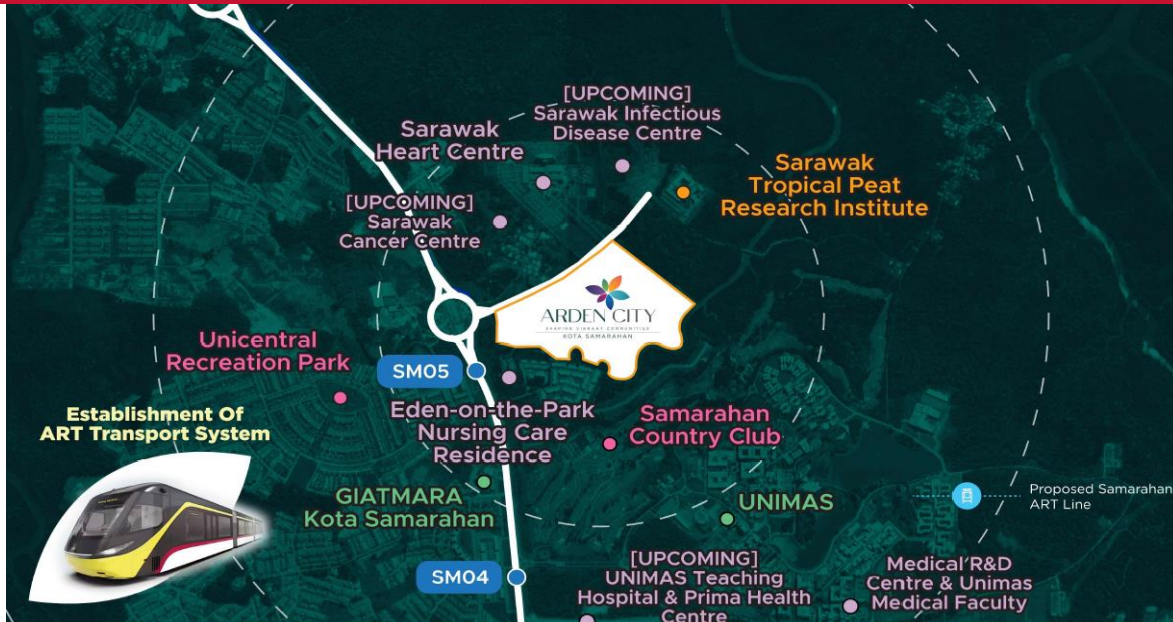 [UPCOMING]
Sarawak Infectious
Disease Centre
Sarawak
Heart Centre
Sarawak
Tropical Peat
Research Institute
[UPCOMING]
Sarawak
Cancer Centre
ARDEN CITY
SHAPING VIBRANT COMMUNITIES
KOTA SAMARAHAN
Unicentral
Recreation Park
SM05
Eden-on-the-Park
Nursing Care
Residence
Samarahan
Country Club
Establishment Of
ART Transport System
GIATMARA
Kota Samarahan
UNIMAS
Proposed Samarahan
ART Line
SM04
[UPCOMING]
UNIMAS Teaching
Hospital & Prima Health
Centre
Medical R&D
Centre & Unimas
Medical Faculty